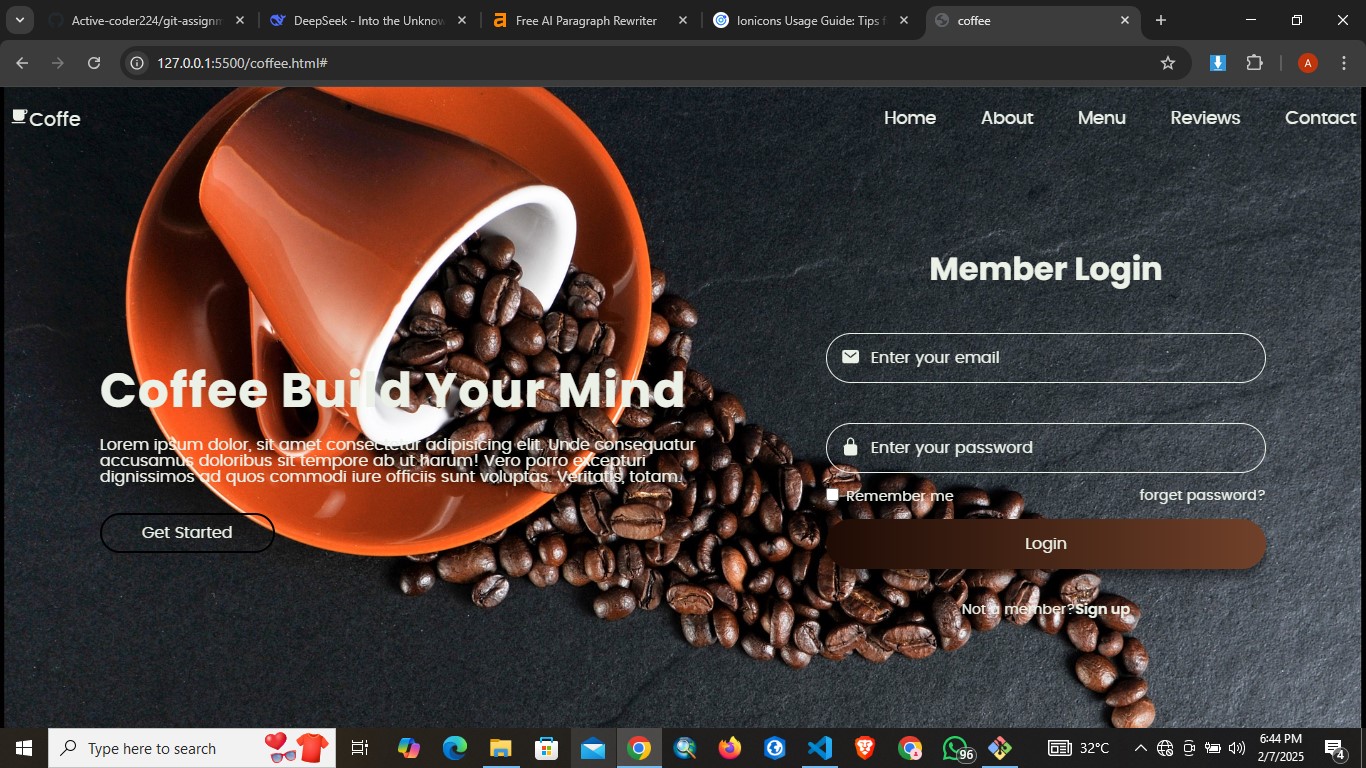 Active-coder224/git-assignm
DeepSeek - Into the Unknow
Free AI Paragraph Rewriter
Ionicons Usage Guide: Tips f
coffee
127.0.0.1:5500/coffee.html#
A
Coffe
Home
About
Menu
Reviews
Contact
Member Login
Enter your email
Enter your password
Remember me
forget password?
Login
Not a member?Sign up
Coffee Build Your Mind
Lorem ipsum dolor, sit amet consectetur adipisicing elit. Unde consequatur
accusamus doloribus sit tempore ab ut harum! Vero porro excepturi
dignissimos ad quos commodi iure officiis sunt voluptas. Veritatis, totam.
Get Started
Type here to search
96
32°C
6:44 PM
2/7/2025
4